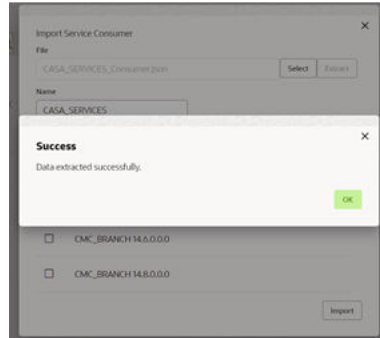 Import Service Consumer
File
CASA_SERVICES_Consumer.json
Select
Extract
Name
CASA_SERVICES
Success
Data extracted successfully.
OK
CMC_BRANCH 14.6.0.0.0
CMC_BRANCH 14.8.0.0.0
Import